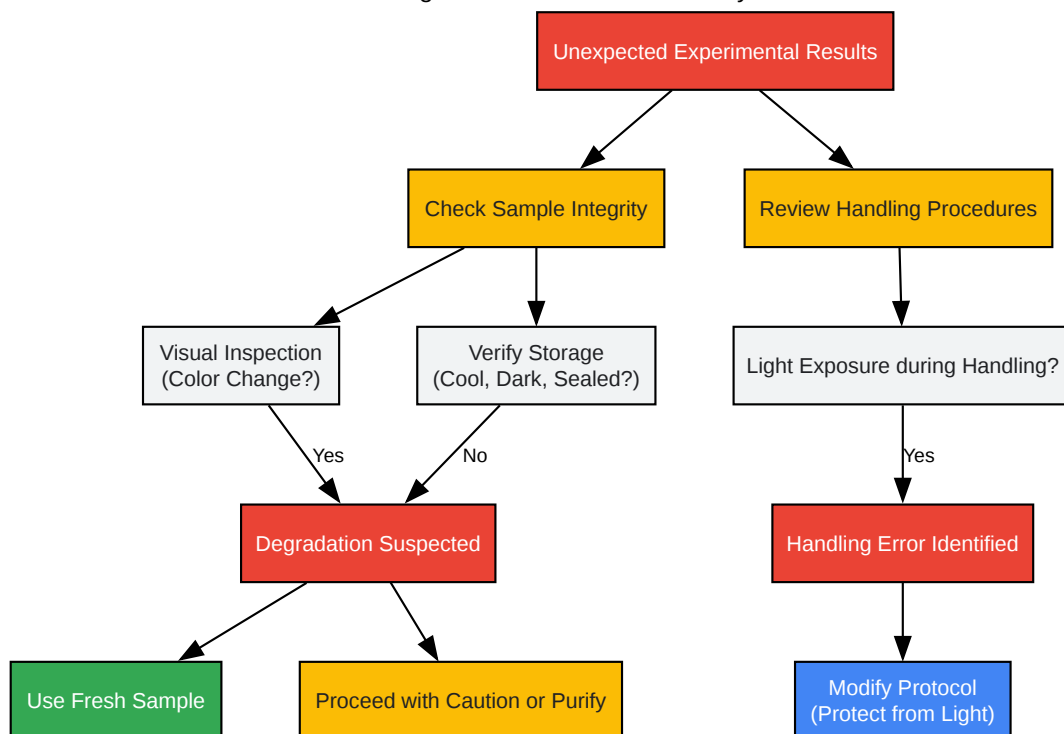 Unexpected Experimental Results
Check Sample Integrity
Review Handling Procedures
Visual Inspection
(Color Change?)
Verify Storage
(Cool, Dark, Sealed?)
Light Exposure during Handling?
Yes
No
Yes
Degradation Suspected
Handling Error Identified
Use Fresh Sample
Proceed with Caution or Purify
Modify Protocol
(Protect from Light)